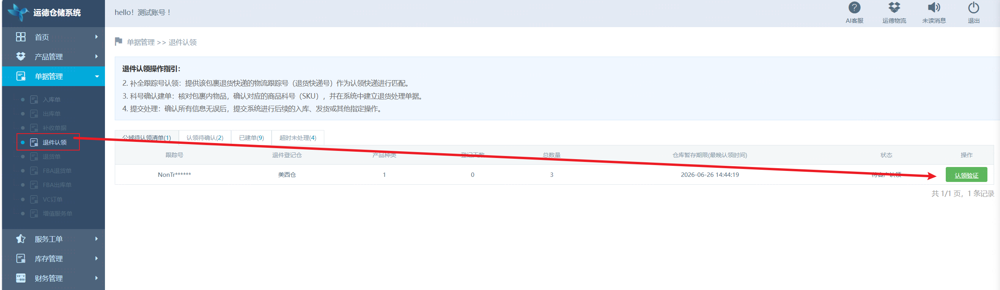 运德仓储系统
hello！测试账号！
AI客服
运德物流
未读消息
退出
首页
产品管理
单据管理
入库单
出库单
补收单据
退件认领
退货单
FBA退货单
FBA出库单
VC订单
增值服务单
服务工单
库存管理
财务管理
单据管理 >> 退件认领
退件认领操作指引：
2. 补全跟踪号认领：提供该包裹退货快递的物流跟踪号（退货快递号）作为认领快递进行匹配。
3. 科号确认建单：核对包裹内物品，确认对应的商品科号（SKU），并在系统中建立退货处理单据。
4. 提交处理：确认所有信息无误后，提交系统进行后续的入库、发货或其他指定操作。
公域待认领清单(1) 认领待确认(2) 已建单(9) 超时未处理(4)
跟踪号 退件登记仓 产品种类 登记天数 总数量 仓库暂存期限(最晚认领时间) 状态 操作
NonTr****** 美西仓 1 0 3 2026-06-26 14:44:19 待客户认领 认领验证
共 1/1 页，1 条记录